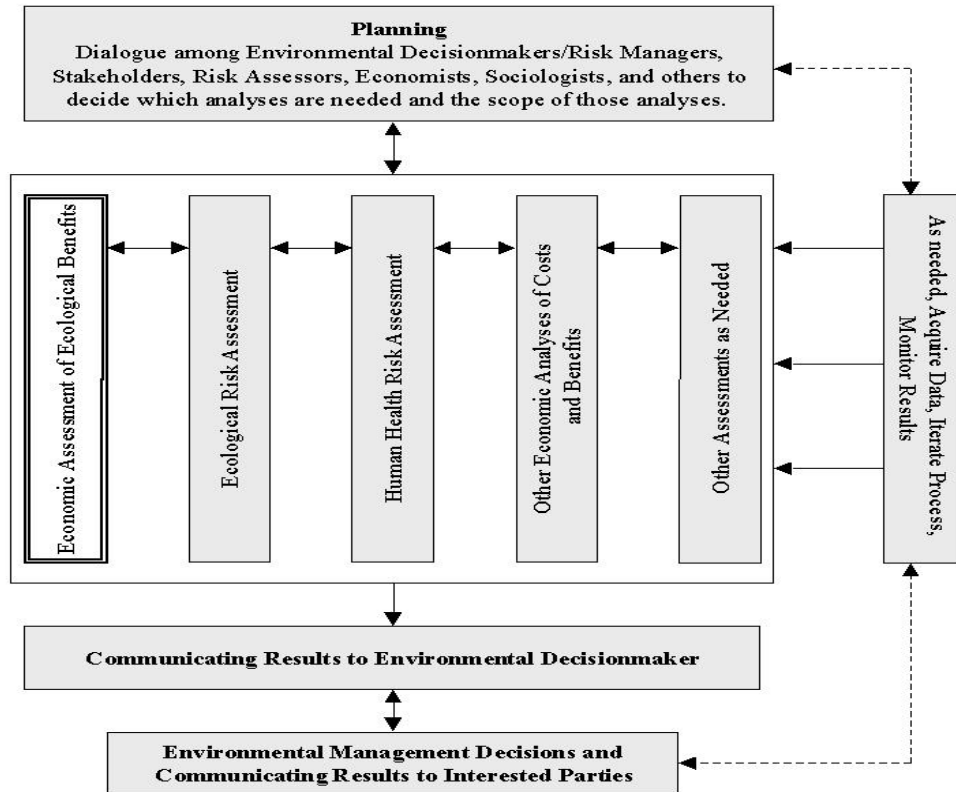 Planning
Dialogue among Environmental Decisionmakers/Risk Managers,
Stakeholders, Risk Assessors, Economists, Sociologists, and others to
decide which analyses are needed and the scope of those analyses.
Economic Assessment of Ecological Benefits
Ecological Risk Assessment
Human Health Risk Assessment
Other Economic Analyses of Costs
and Benefits
Other Assessments as Needed
As needed, Acquire Data, Iterate Process,
Monitor Results
Communicating Results to Environmental Decisionmaker
Environmental Management Decisions and
Communicating Results to Interested Parties